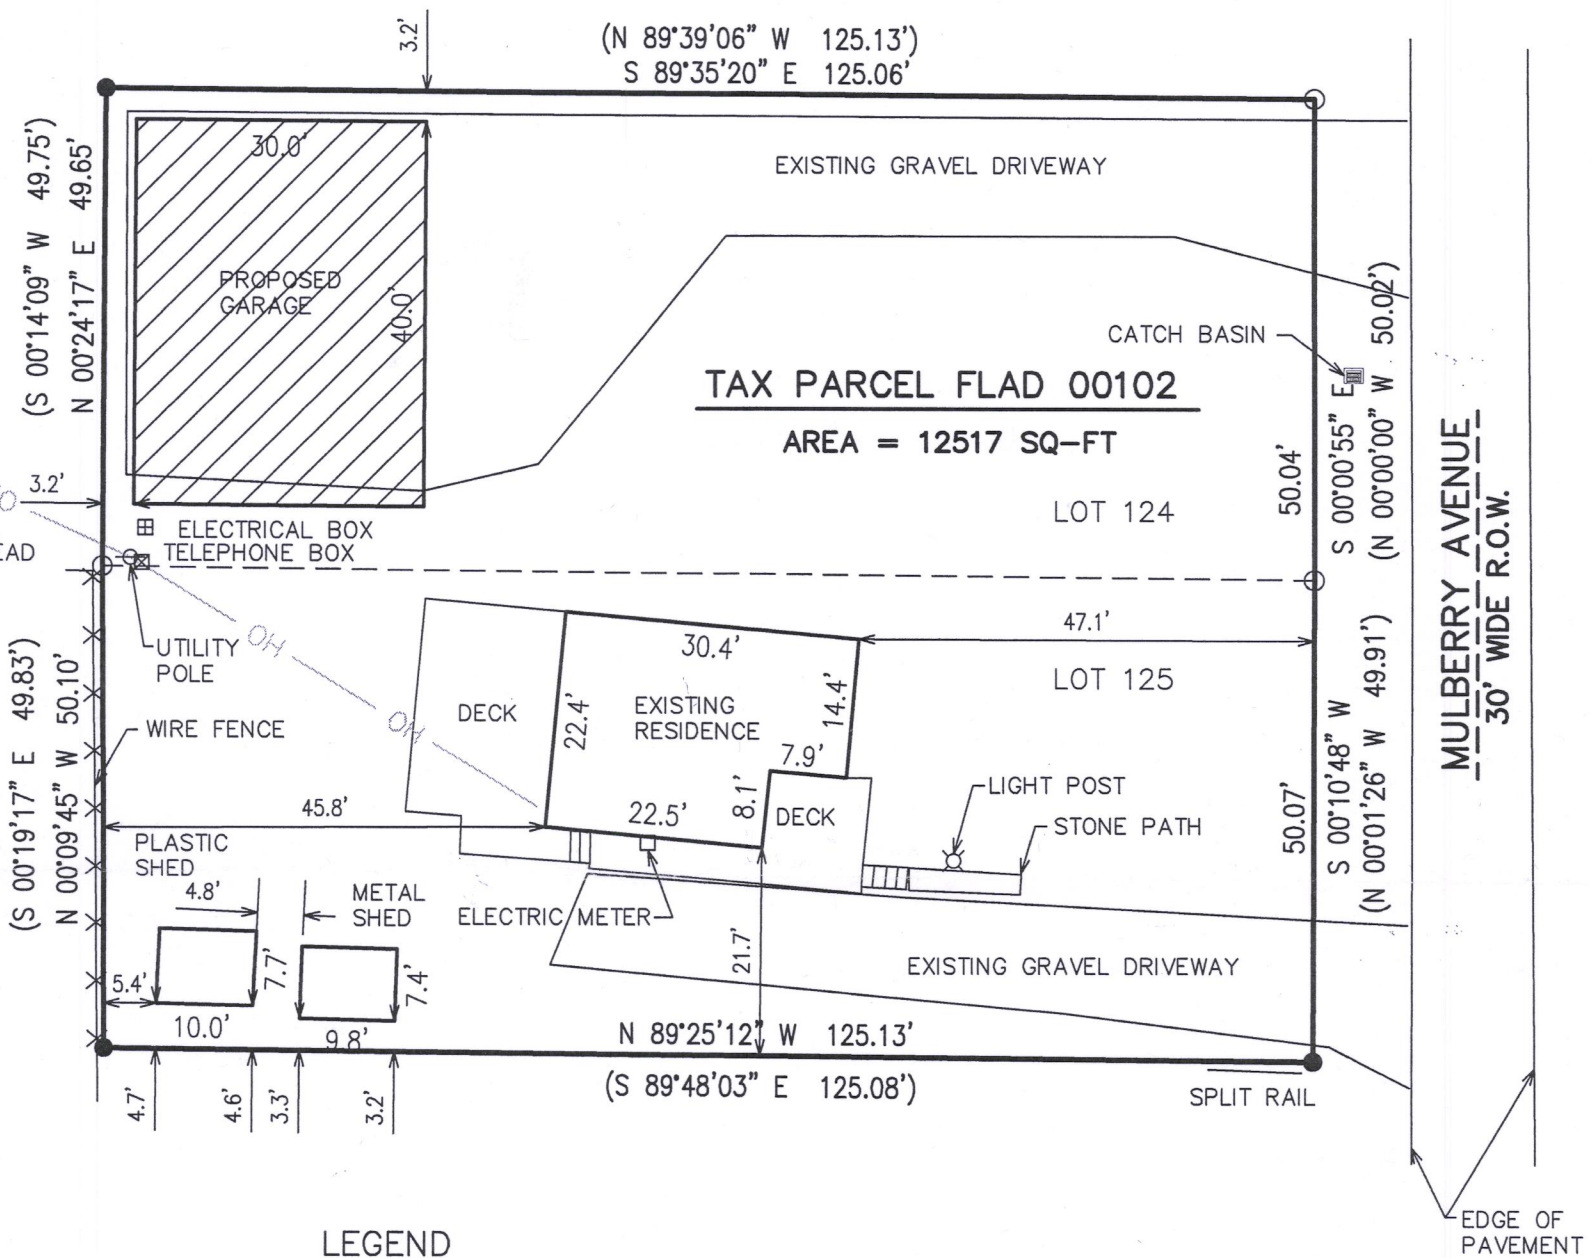 3.2'
(N 89°39'06" W 125.13')
S 89°35'20" E 125.06'
(S 00°14'09" W 49.75')
N 00°24'17" E 49.65'
30.0'
EXISTING GRAVEL DRIVEWAY
PROPOSED
GARAGE
40.0'
CATCH BASIN
TAX PARCEL FLAD 00102
AREA = 12517 SQ-FT
50.04'
S 00°00'55" E
(N 00°00'00" W 50.02')
MULBERRY AVENUE
30' WIDE R.O.W.
3.2'
LOT 124
ELECTRICAL BOX
TELEPHONE BOX
EAD
UTILITY
POLE
OH
OH
47.1'
30.4'
LOT 125
(S 00°19'17" E 49.83')
N 00°09'45" W 50.10'
DECK
22.4'
EXISTING
RESIDENCE
14.4'
WIRE FENCE
7.9'
50.07'
S 00°10'48" W
(N 00°01'26" W 49.91')
LIGHT POST
45.8'
22.5'
8.1'
DECK
STONE PATH
PLASTIC
SHED
4.8'
METAL
SHED
ELECTRIC METER
7.7'
7.4'
21.7'
EXISTING GRAVEL DRIVEWAY
5.4'
10.0'
9.8'
N 89°25'12" W 125.13'
(S 89°48'03" E 125.08')
4.7'
4.6'
3.3'
3.2'
SPLIT RAIL
EDGE OF
PAVEMENT
LEGEND